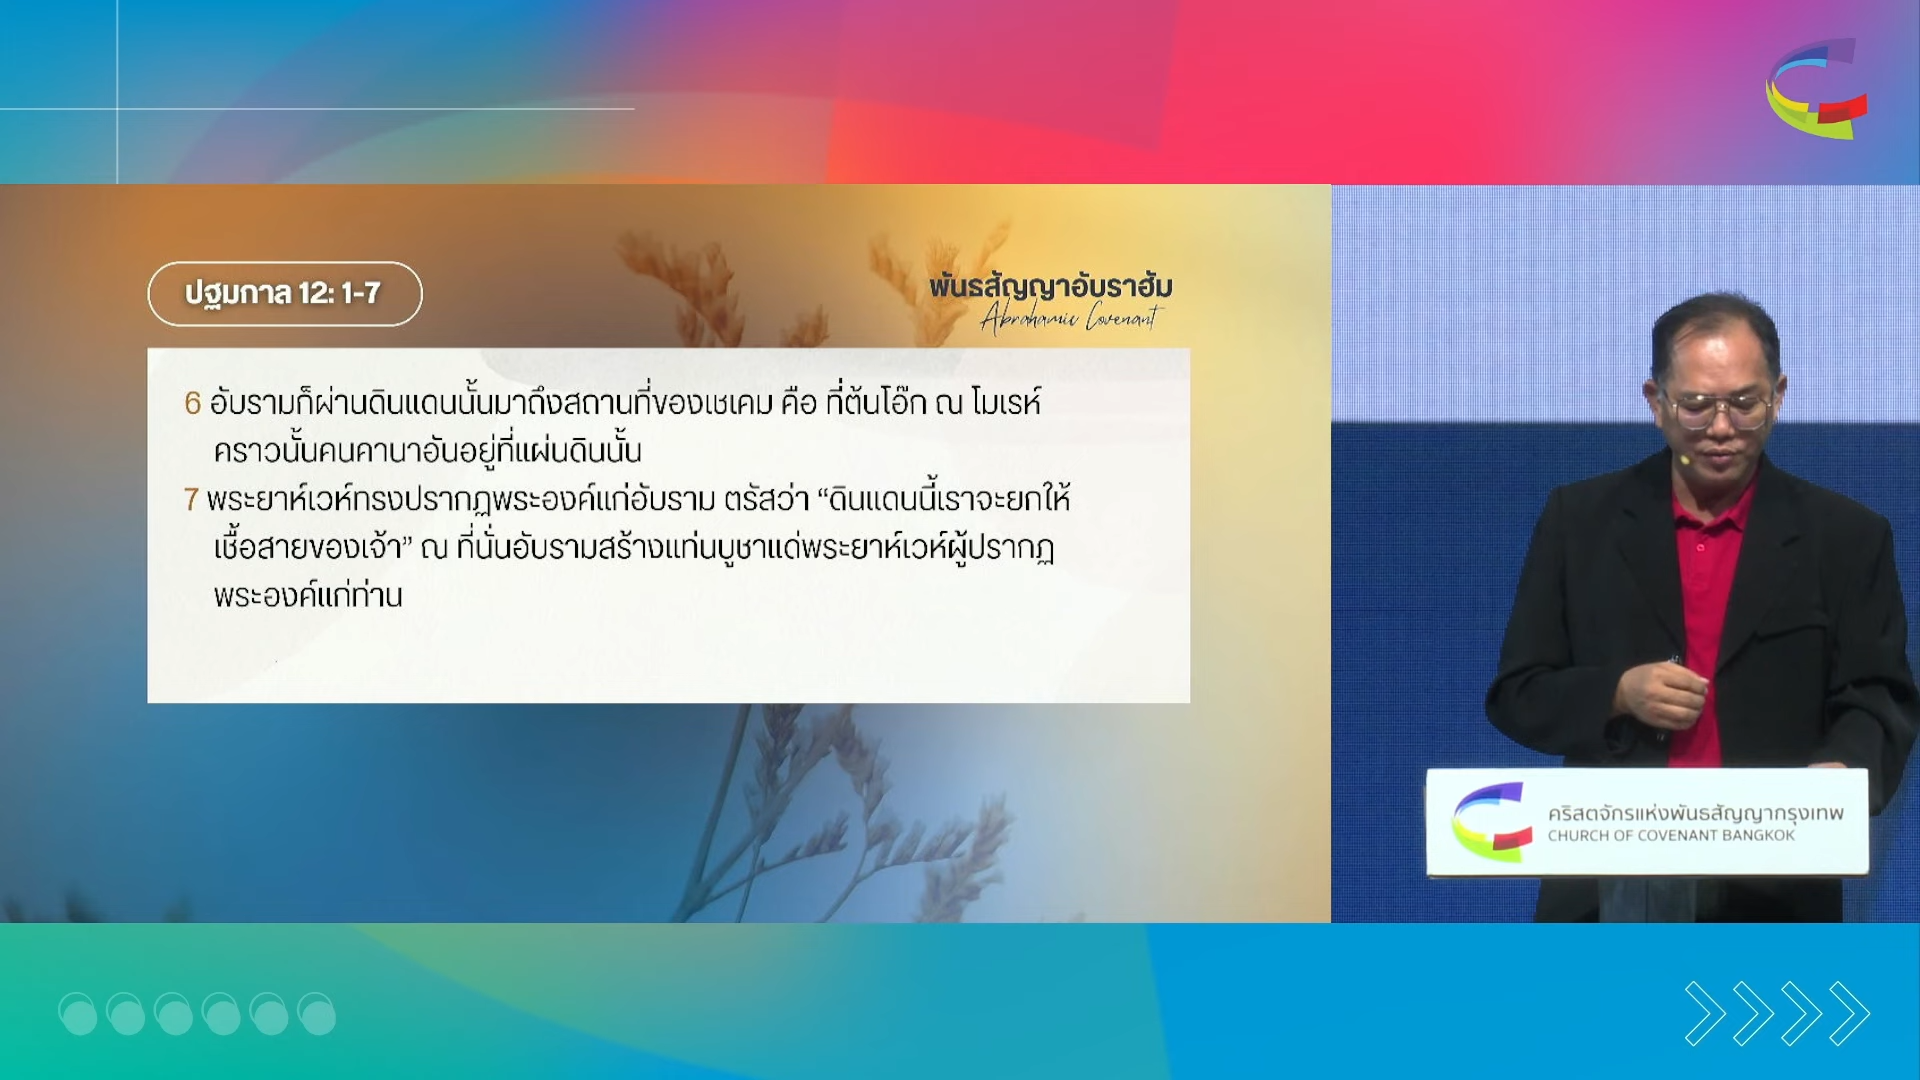 ปฐมกาล 12: 1-7
พันธสัญญาอับราฮัม
Abrahamic Covenant
6 อับรามก็ผ่านดินแดนนั้นมาถึงสถานที่ของเชเคม คือ ที่ต้นโอ๊ก ณ โมเรห์
คราวนั้นคนคานาอันอยู่ที่แผ่นดินนั้น
7 พระยาห์เวห์ทรงปรากฏพระองค์แก่อับราม ตรัสว่า “ดินแดนนี้เราจะยกให้
เชื้อสายของเจ้า” ณ ที่นั่นอับรามสร้างแท่นบูชาแด่พระยาห์เวห์ผู้ปรากฏ
พระองค์แก่ท่าน
คริสตจักรแห่งพันธสัญญากรุงเทพ
CHURCH OF COVENANT BANGKOK